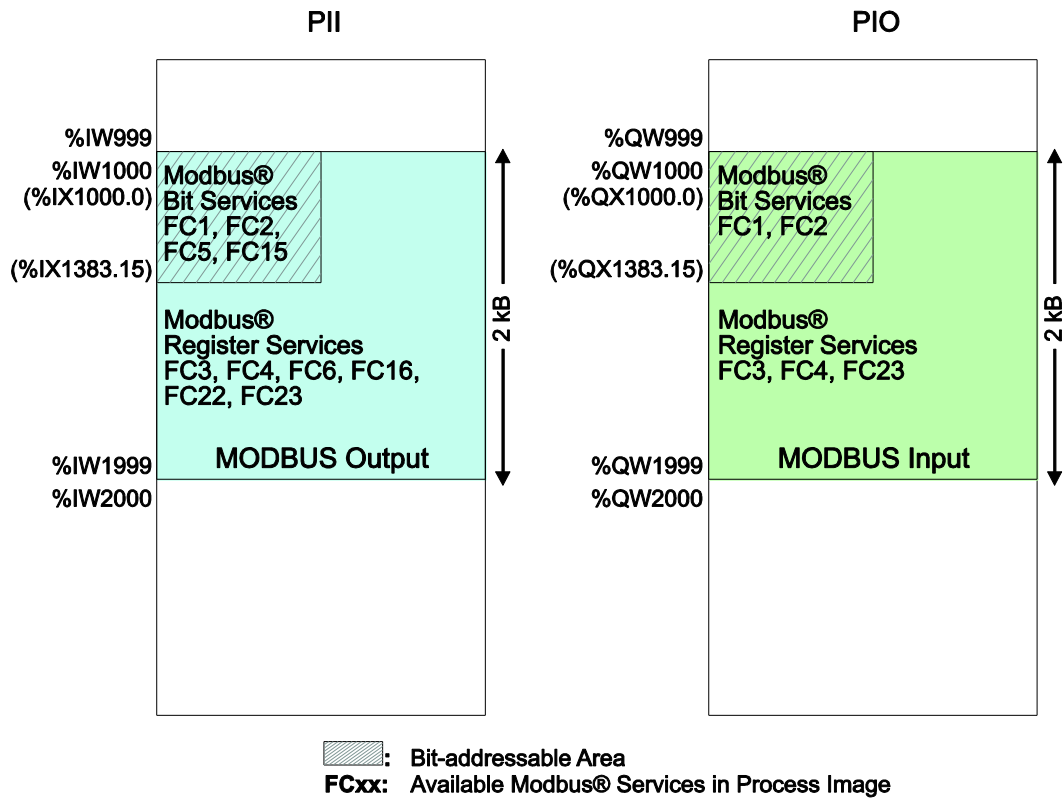 PII
%IW999
%IW1000
(%IX1000.0)
(%IX1383.15)
%IW1999
%IW2000
Modbus®
Bit Services
FC1, FC2,
FC5, FC15
Modbus®
Register Services
FC3, FC4, FC6, FC16,
FC22, FC23
MODBUS Output
2 kB
PIO
%QW999
%QW1000
(%QX1000.0)
(%QX1383.15)
%QW1999
%QW2000
Modbus®
Bit Services
FC1, FC2
Modbus®
Register Services
FC3, FC4, FC23
MODBUS Input
2 kB
: Bit-addressable Area
FCxx: Available Modbus® Services in Process Image